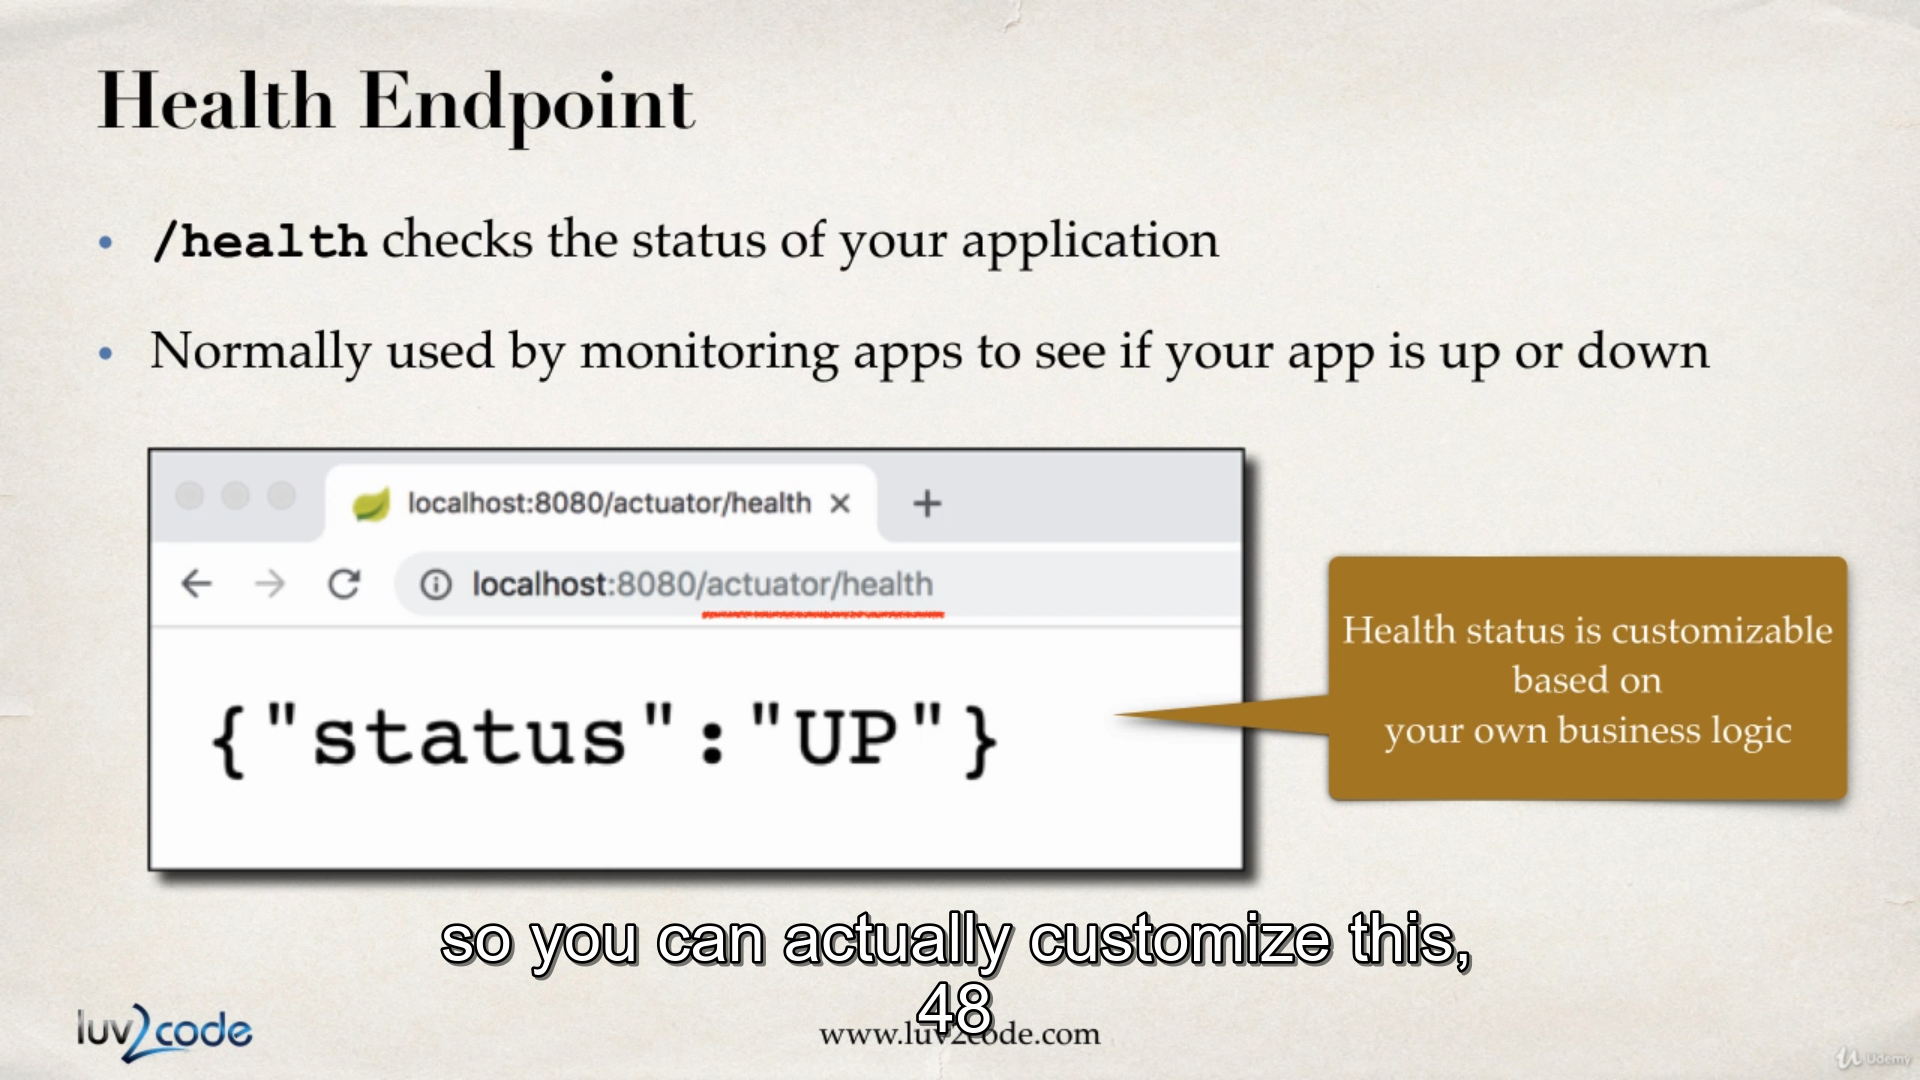 Health Endpoint
• /health checks the status of your application
• Normally used by monitoring apps to see if your app is up or down
localhost:8080/actuator/health
localhost:8080/actuator/health
{"status":"UP"}
Health status is customizable
based on
your own business logic
so you can actually customize this,
48
luv2code
www.luv2code.com
Udemy